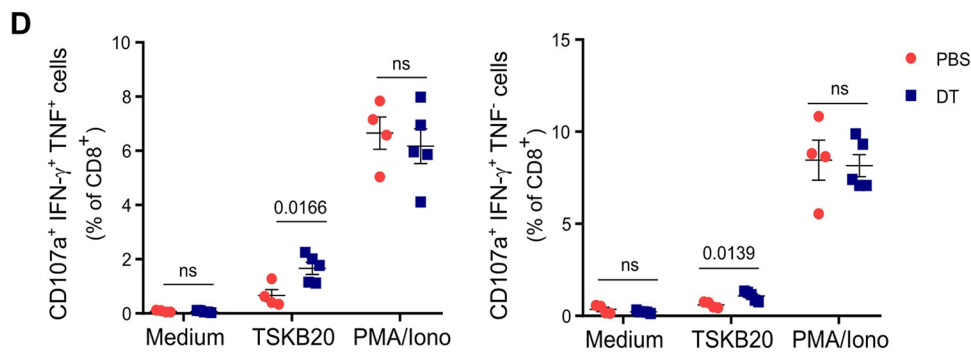 D
CD107a⁺ IFN-γ⁺ TNF⁺ cells
(% of CD8⁺)
10
8
6
4
2
0
ns
0.0166
ns
Medium
TSKB20
PMA/Iono
CD107a⁺ IFN-γ⁺ TNF⁻ cells
(% of CD8⁺)
15
10
5
0
ns
0.0139
ns
Medium
TSKB20
PMA/Iono
PBS
DT